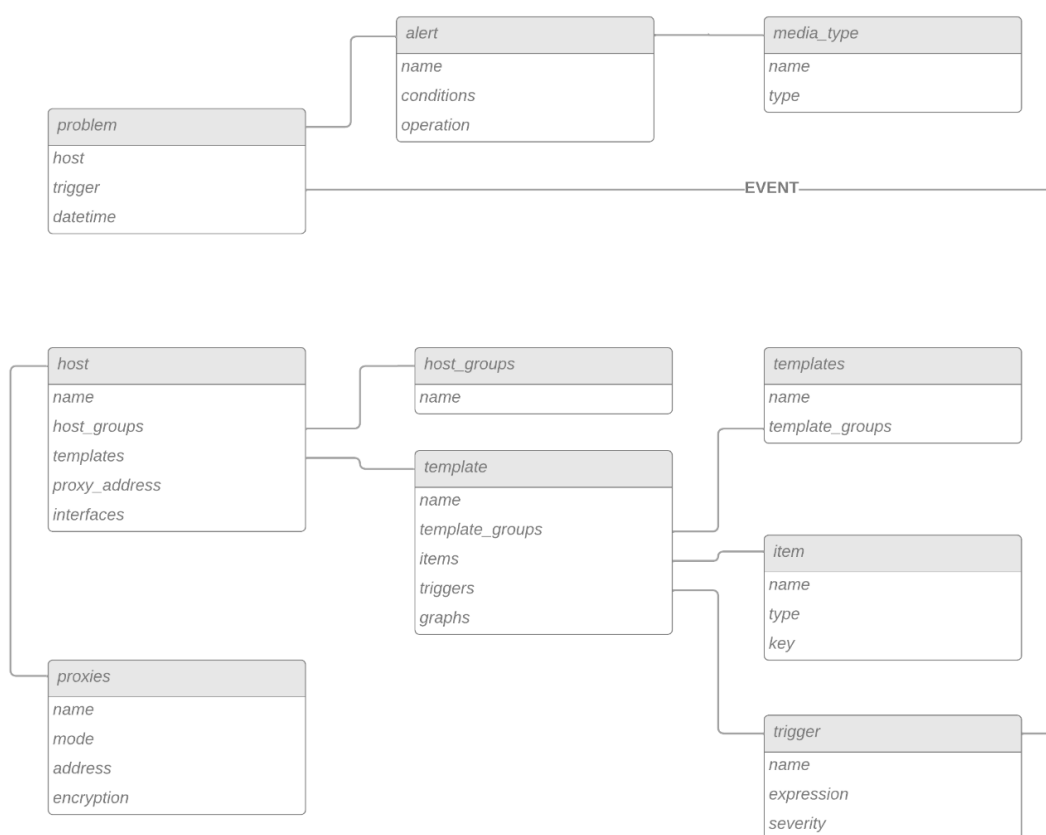 alert
name
conditions
operation
media_type
name
type
problem
host
trigger
datetime
EVENT
host
name
host_groups
templates
proxy_address
interfaces
host_groups
name
templates
name
template_groups
template
name
template_groups
items
triggers
graphs
item
name
type
key
proxies
name
mode
address
encryption
trigger
name
expression
severity